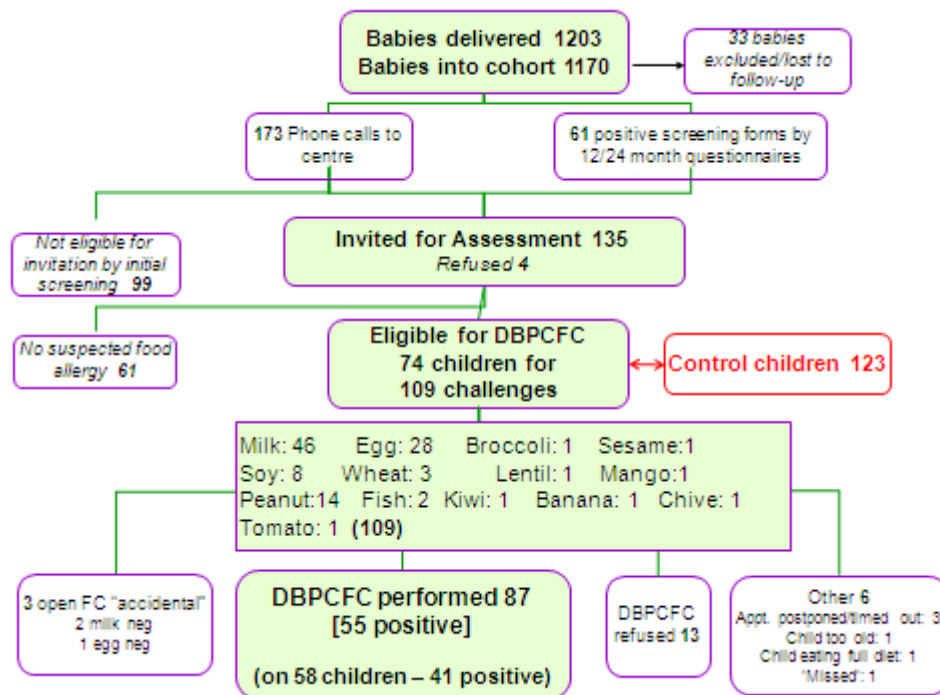 Babies delivered 1203
Babies into cohort 1170
33 babies
excluded/lost to
follow-up
173 Phone calls to
centre
61 positive screening forms by
12/24 month questionnaires
Not eligible for
invitation by initial
screening 99
Invited for Assessment 135
Refused 4
No suspected food
allergy 61
Eligible for DBPCFC
74 children for
109 challenges
Control children 123
Milk: 46 Egg: 28 Broccoli: 1 Sesame:1
Soy: 8 Wheat: 3 Lentil: 1 Mango:1
Peanut:14 Fish: 2 Kiwi: 1 Banana: 1 Chive: 1
Tomato: 1 (109)
3 open FC "accidental"
2 milk neg
1 egg neg
DBPCFC performed 87
[55 positive]
(on 58 children – 41 positive)
DBPCFC
refused 13
Other 6
Appt. postponed/timed out: 3
Child too old: 1
Child eating full diet: 1
'Missed': 1